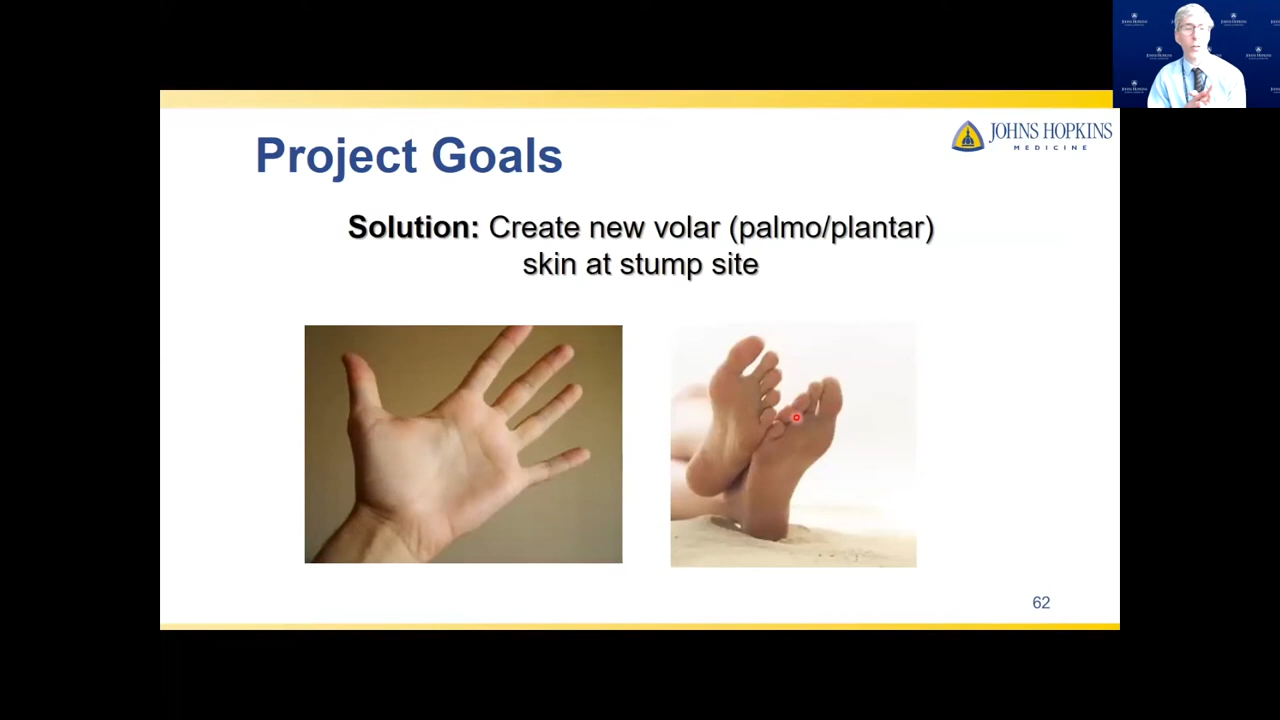 Project Goals
JOHNS HOPKINS
MEDICINE
Solution: Create new volar (palmo/plantar)
skin at stump site
62